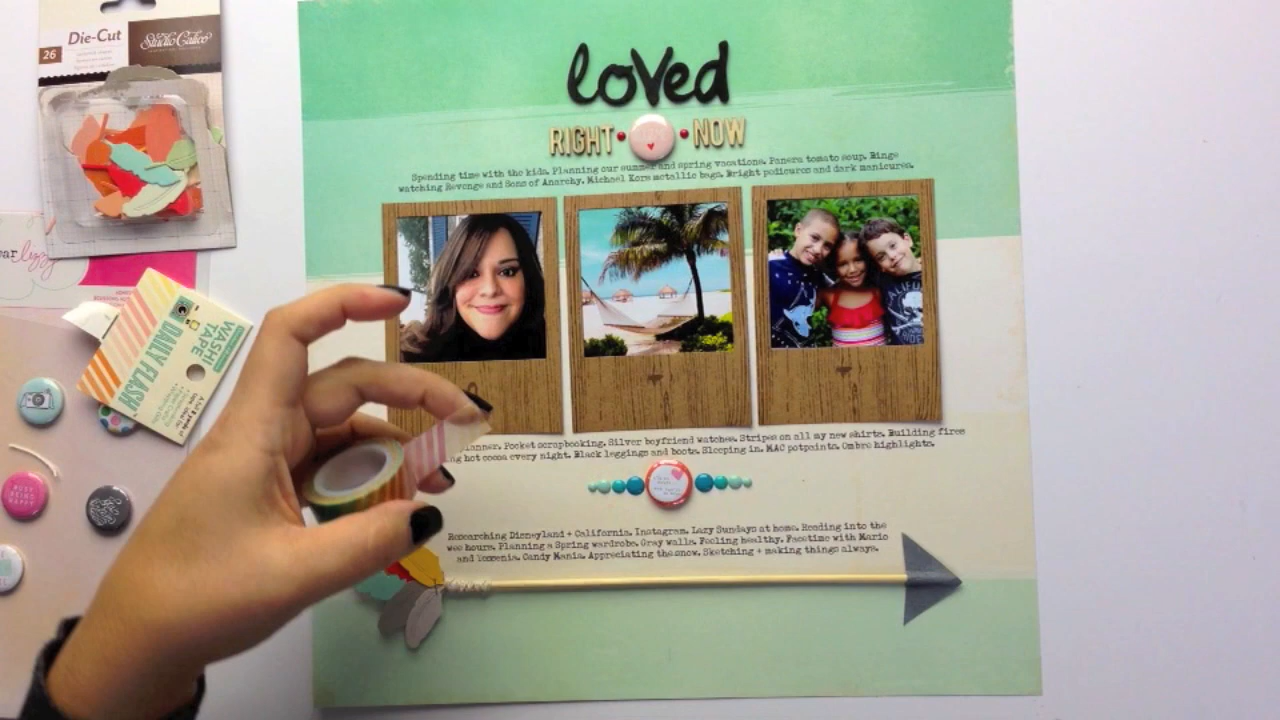 Die-Cut
26
Studio Calico
loved
RIGHT NOW
Spending time with the kids. Planning our summer and spring vacations. Panera tomato soup. Binge
watching Revenge and Sons of Anarchy. Michael Kors metallic bags. Bright pedicures and dark manicures.
lizzy
WASHI
TAPE
DAILY FLASH
Planner. Pocket scrapbooking. Silver boyfriend watches. Stripes on all my new shirts. Building fires
hot cocoa every night. Black leggings and boots. Sleeping in. MAC potpaints. Ombre highlights.
Researching Disneyland + California. Instagram. Lazy Sundays at home. Reading into the
wee hours. Planning a Spring wardrobe. Gray walls. Feeling healthy. Facetime with Mario
and Yessenia. Candy Mania. Appreciating the snow. Sketching + making things always.